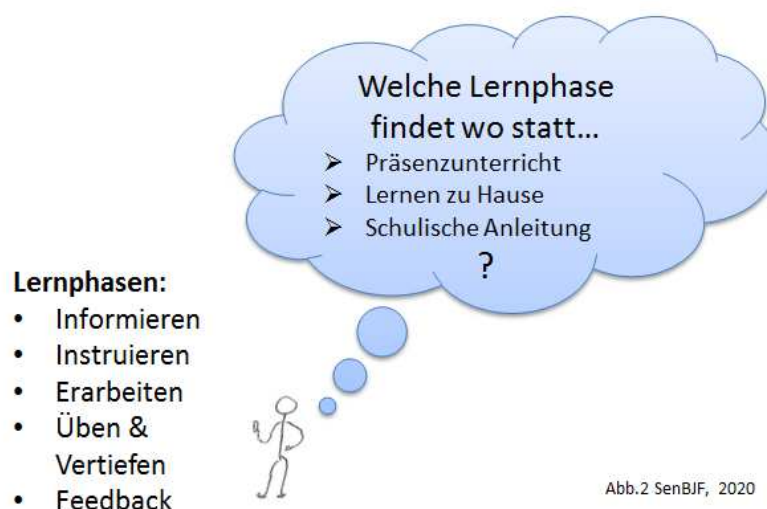 Welche Lernphase
findet wo statt...
➤ Präsenzunterricht
➤ Lernen zu Hause
➤ Schulische Anleitung
?
Lernphasen:
• Informieren
• Instruieren
• Erarbeiten
• Üben &
Vertiefen
• Feedback
Abb.2 SenBJF, 2020